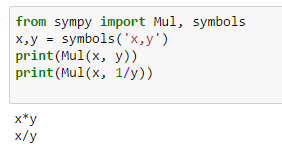 from sympy import Mul, symbols
x,y = symbols('x,y')
print(Mul(x, y))
print(Mul(x, 1/y))
x*y
x/y